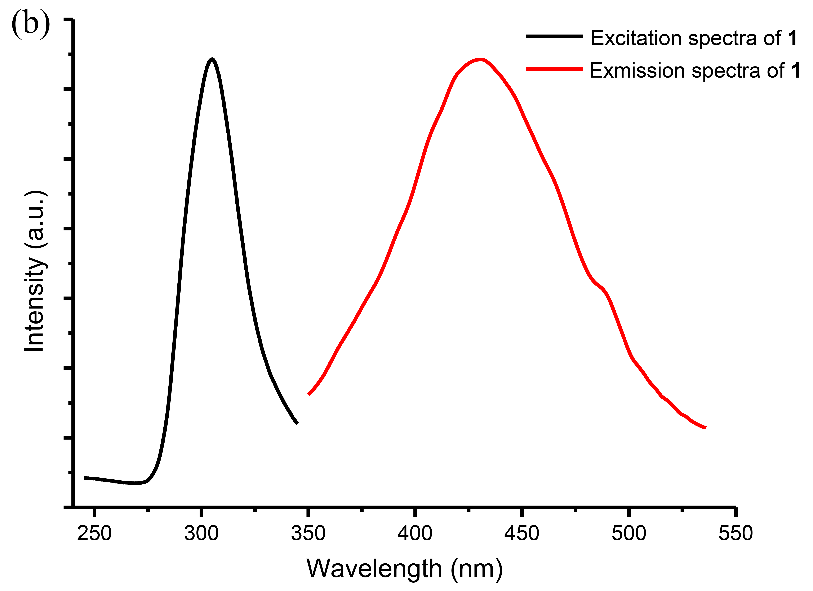 (b)
Excitation spectra of 1
Exmission spectra of 1
Intensity (a.u.)
250 300 350 400 450 500 550
Wavelength (nm)